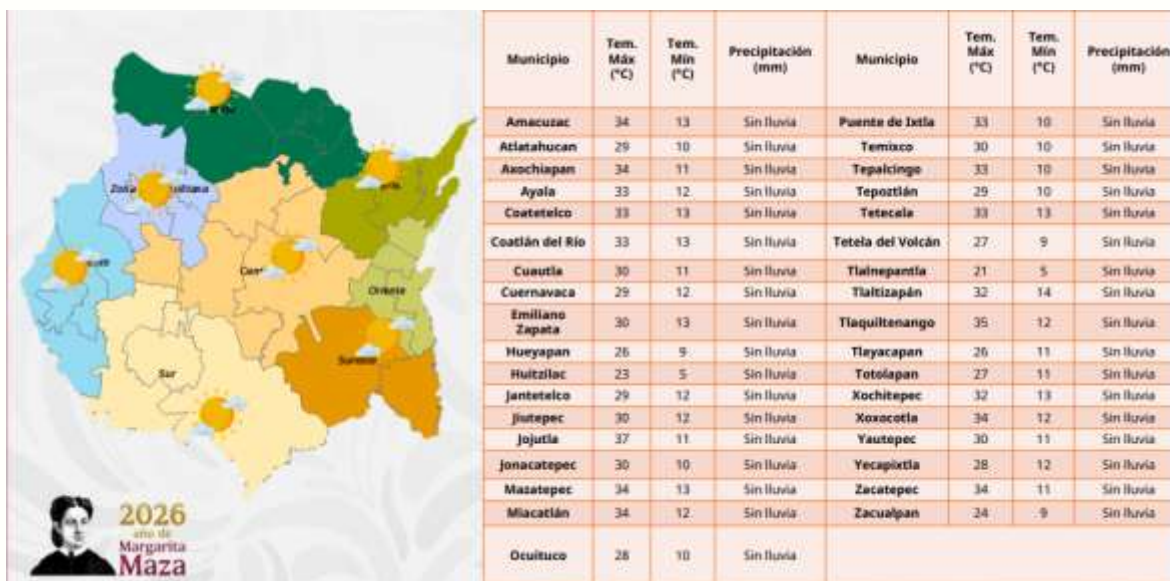 Sur
Oriente
Sureste
2026
año de
Margarita
Maza
Municipio Tem. Máx (°C) Tem. Mín (°C) Precipitación (mm) Municipio Tem. Máx (°C) Tem. Mín (°C) Precipitación (mm)
Amacuzac 34 13 Sin lluvia Puente de Ixtla 33 10 Sin lluvia
Atlatahucan 29 10 Sin lluvia Temixco 30 10 Sin lluvia
Axochiapan 34 11 Sin lluvia Tepalcingo 33 10 Sin lluvia
Ayala 33 12 Sin lluvia Tepoztlán 29 10 Sin lluvia
Coatetelco 33 13 Sin lluvia Tetecala 33 13 Sin lluvia
Coatlán del Río 33 13 Sin lluvia Tetela del Volcán 27 9 Sin lluvia
Cuautla 30 11 Sin lluvia Tlalnepantla 21 5 Sin lluvia
Cuernavaca 29 12 Sin lluvia Tlaltizapán 32 14 Sin lluvia
Emiliano Zapata 30 13 Sin lluvia Tlaquiltenango 35 12 Sin lluvia
Hueyapan 26 9 Sin lluvia Tlayacapan 26 11 Sin lluvia
Huitzilac 23 5 Sin lluvia Totolapan 27 11 Sin lluvia
Jantetelco 29 12 Sin lluvia Xochitepec 32 13 Sin lluvia
Jiutepec 30 12 Sin lluvia Xoxocotla 34 12 Sin lluvia
Jojutla 37 11 Sin lluvia Yautepec 30 11 Sin lluvia
Jonacatepec 30 10 Sin lluvia Yecapixtla 28 12 Sin lluvia
Mazatepec 34 13 Sin lluvia Zacatepec 34 11 Sin lluvia
Miacatlán 34 12 Sin lluvia Zacualpan 24 9 Sin lluvia
Ocuituco 28 10 Sin lluvia